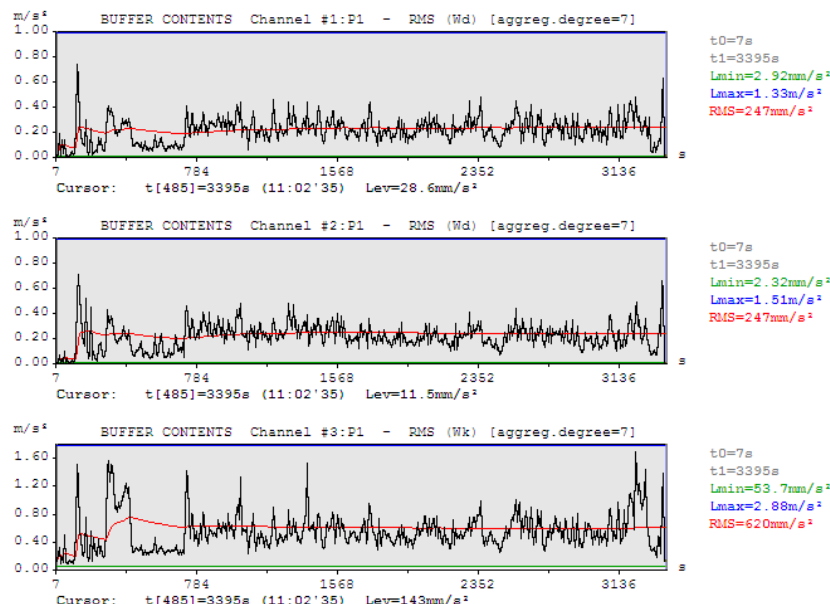 m/s² BUFFER CONTENTS Channel #1:P1 - RMS (Wd) [aggreg.degree=7]
1.00
0.80
0.60
0.40
0.20
0.00
7 784 1568 2352 3136 s
Cursor: t[485]=3395s (11:02'35) Lev=28.6mm/s²
t0=7s
t1=3395s
Lmin=2.92mm/s²
Lmax=1.33m/s²
RMS=247mm/s²
m/s² BUFFER CONTENTS Channel #2:P1 - RMS (Wd) [aggreg.degree=7]
1.00
0.80
0.60
0.40
0.20
0.00
7 784 1568 2352 3136 s
Cursor: t[485]=3395s (11:02'35) Lev=11.5mm/s²
t0=7s
t1=3395s
Lmin=2.32mm/s²
Lmax=1.51m/s²
RMS=247mm/s²
m/s² BUFFER CONTENTS Channel #3:P1 - RMS (Wk) [aggreg.degree=7]
1.60
1.20
0.80
0.40
0.00
7 784 1568 2352 3136 s
Cursor: t[485]=3395s (11:02'35) Lev=143mm/s²
t0=7s
t1=3395s
Lmin=53.7mm/s²
Lmax=2.88m/s²
RMS=620mm/s²